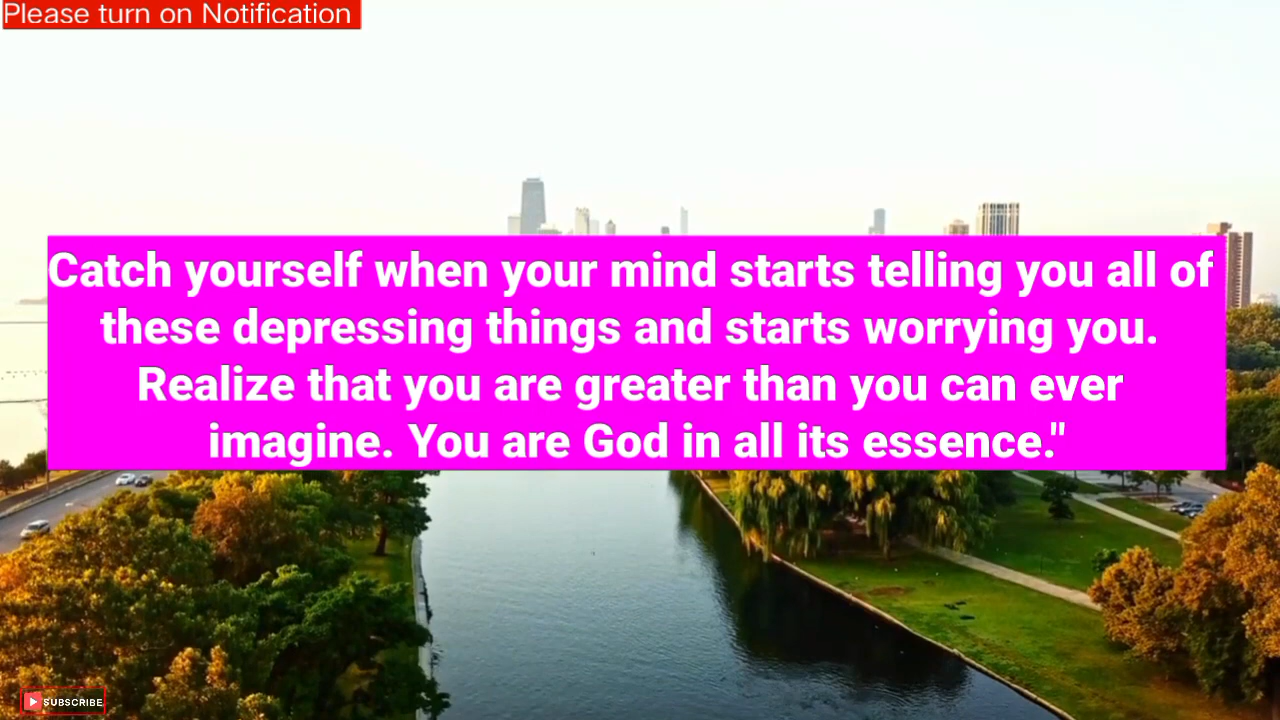 Please turn on Notification
Catch yourself when your mind starts telling you all of
these depressing things and starts worrying you.
Realize that you are greater than you can ever
imagine. You are God in all its essence."
SUBSCRIBE